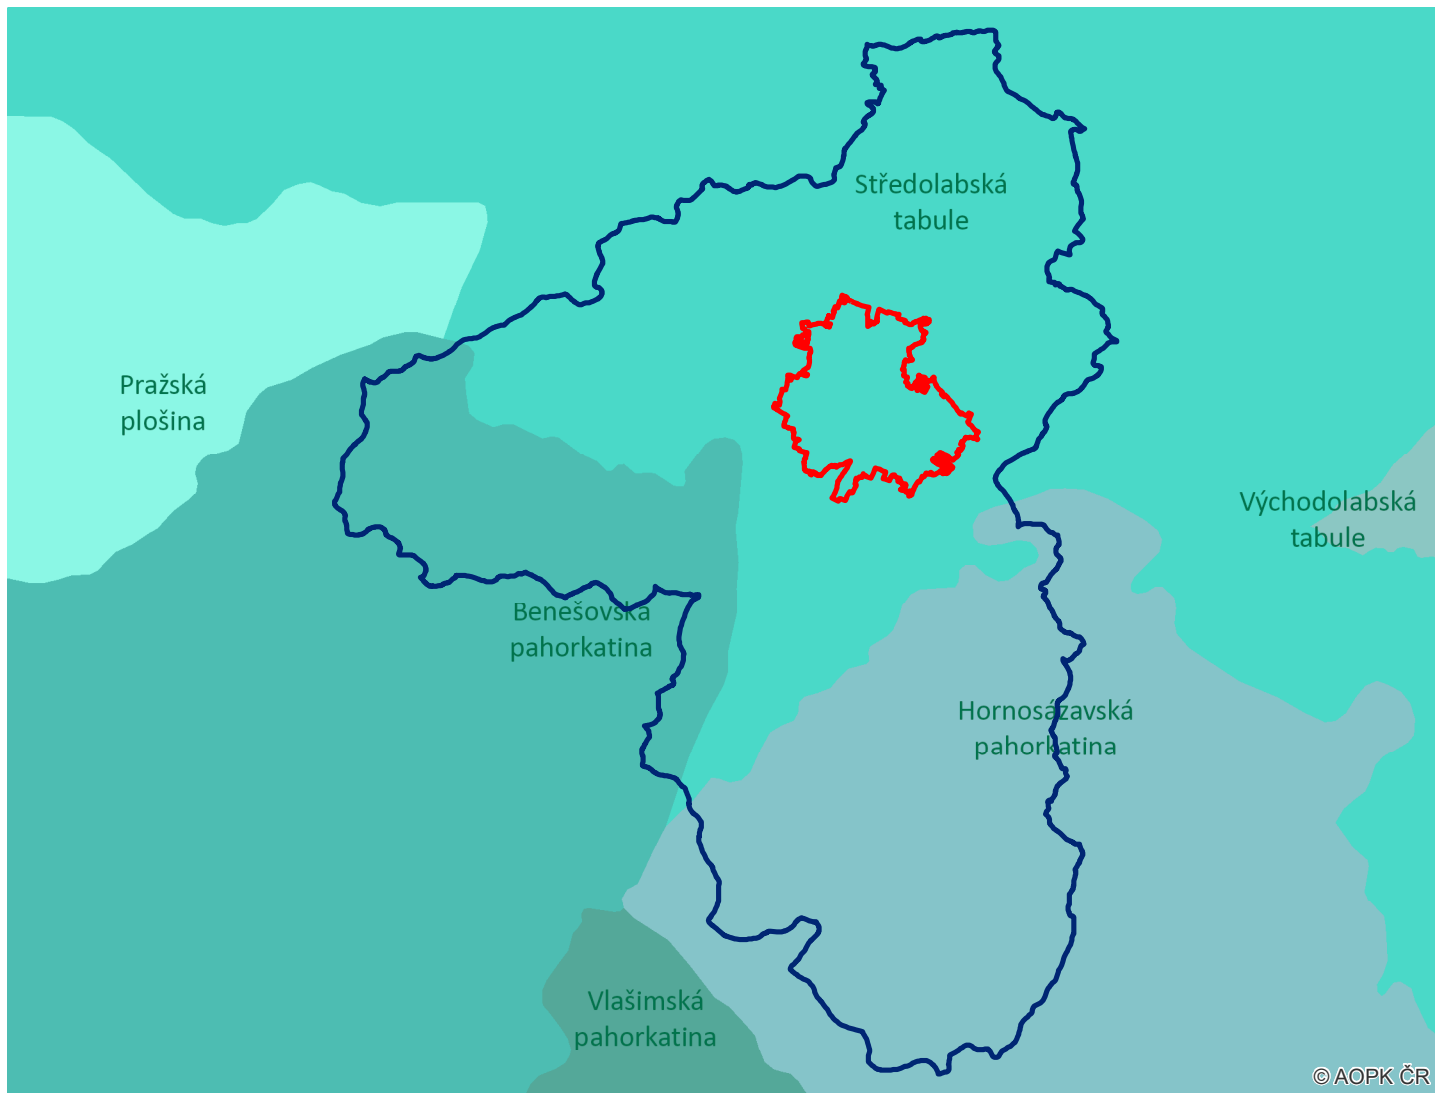 Středolabská
tabule
Pražská
plošina
Východolabská
tabule
Benešovská
pahorkatina
Hornosázavská
pahorkatina
Vlašimská
pahorkatina
© AOPK ČR